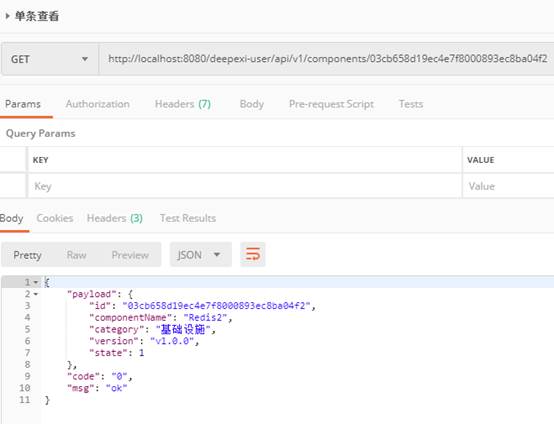 单条查看
GET http://localhost:8080/deepexi-user/api/v1/components/03cb658d19ec4e7f8000893ec8ba04f2
Params Authorization Headers (7) Body Pre-request Script Tests
Query Params
KEY VALUE
Key Value
Body Cookies Headers (3) Test Results
Pretty Raw Preview JSON
1 {
2 "payload": {
3 "id": "03cb658d19ec4e7f8000893ec8ba04f2",
4 "componentName": "Redis2",
5 "category": "基础设施",
6 "version": "v1.0.0",
7 "state": 1
8 },
9 "code": "0",
10 "msg": "ok"
11 }